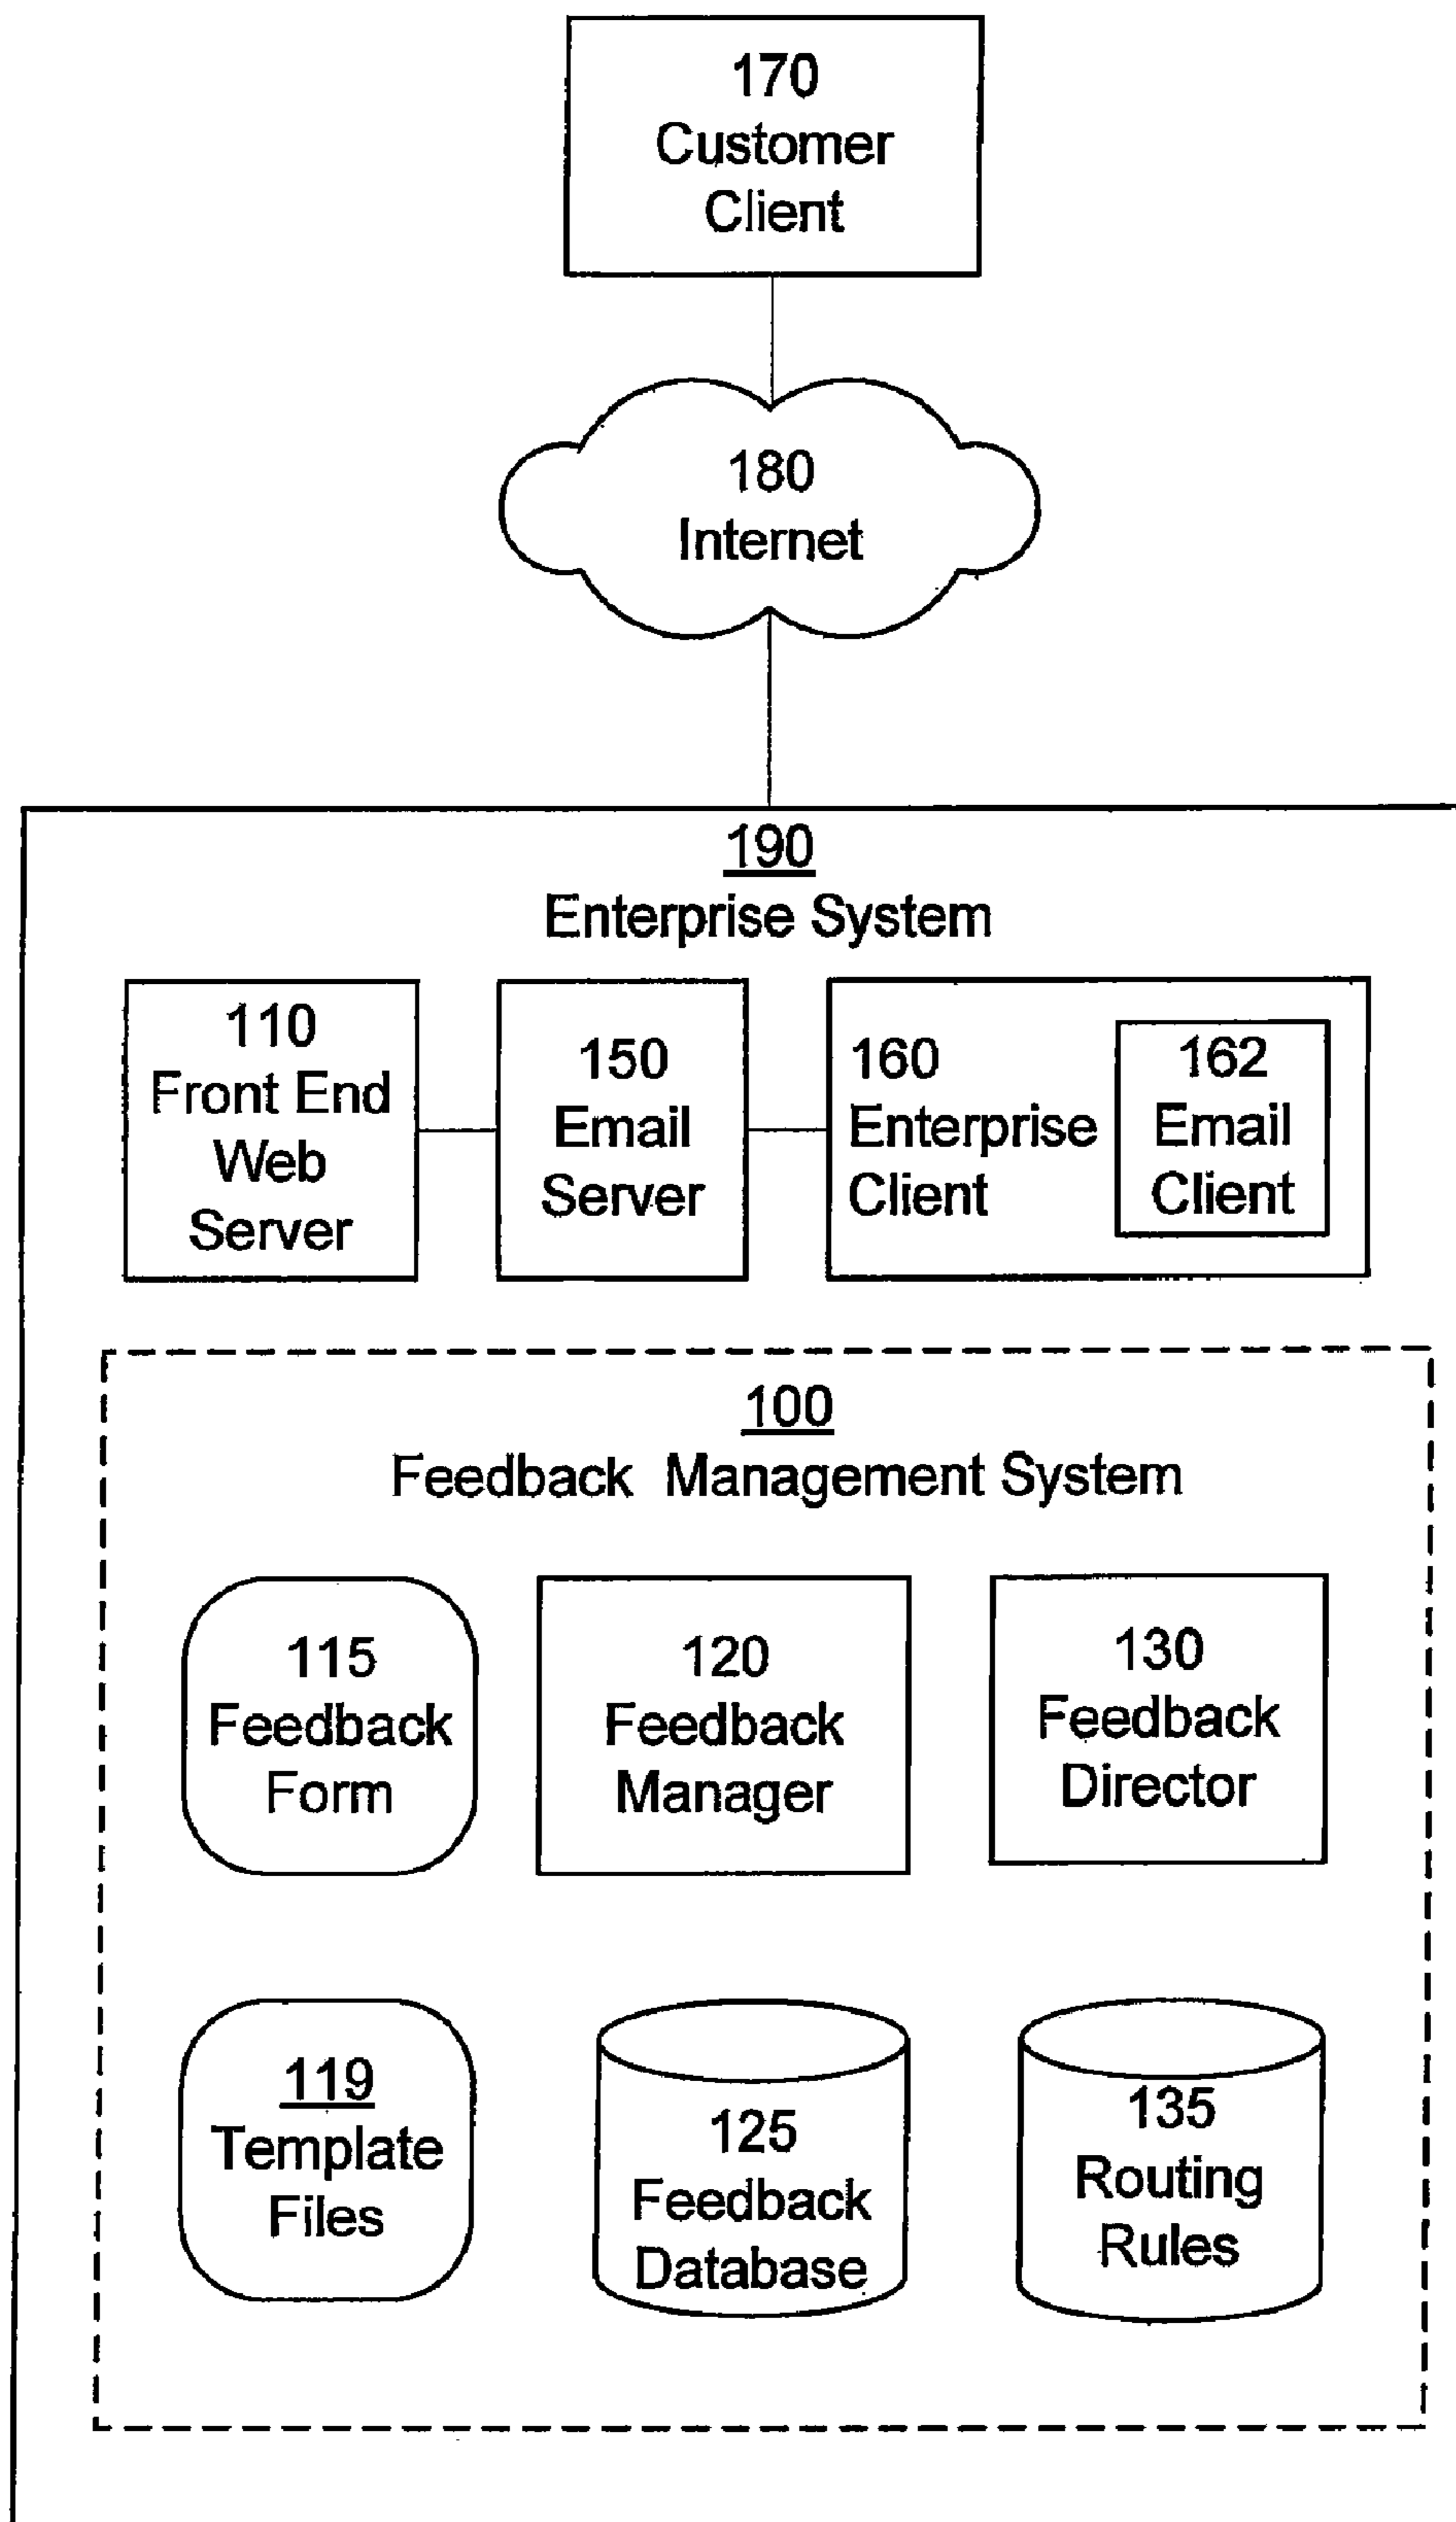 170
Customer
Client
180
Internet
190
Enterprise System
110
Front End
Web
Server
150
Email
Server
160
Enterprise
Client
162
Email
Client
100
Feedback Management System
115
Feedback
Form
120
Feedback
Manager
130
Feedback
Director
119
Template
Files
125
Feedback
Database
135
Routing
Rules